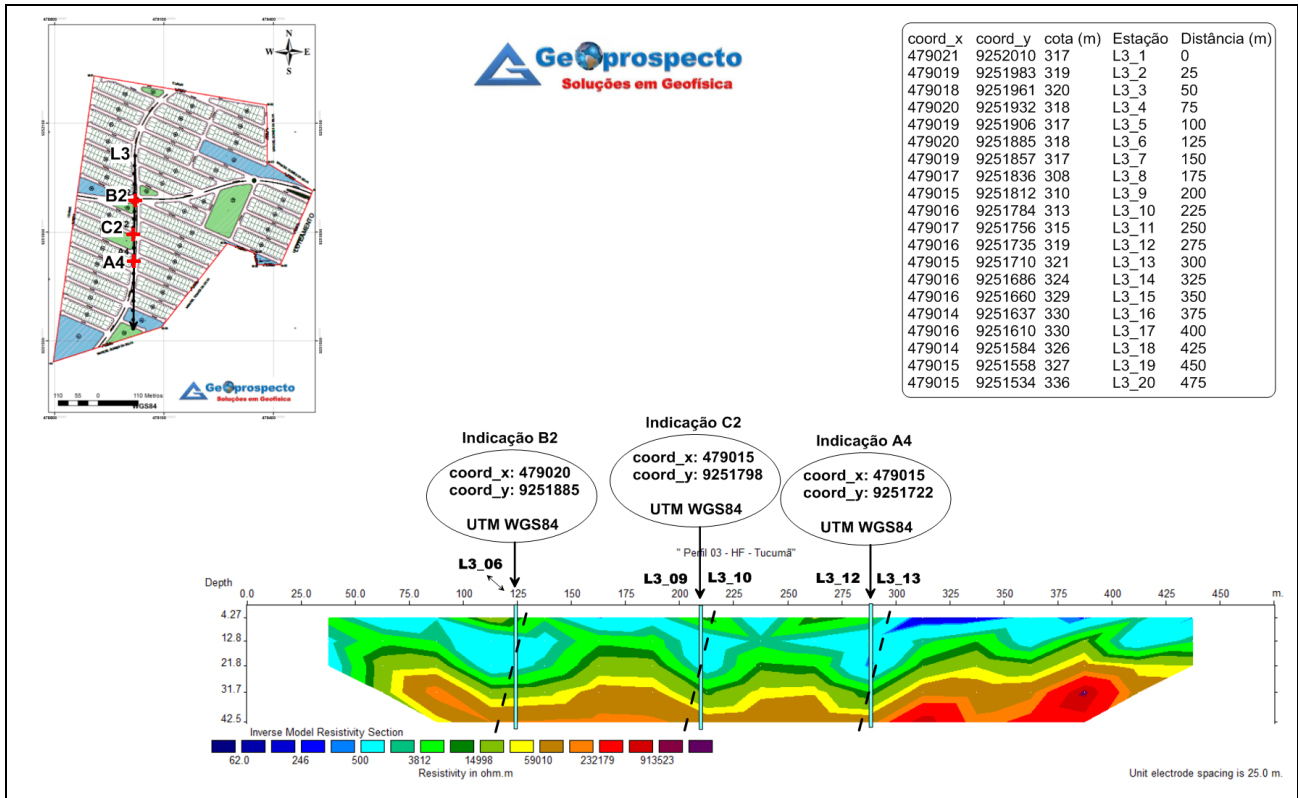 N
W E
S
L3
B2
C2
A4
Geoprospecto
Soluções em Geofísica
110 55 0 110 Metros
WGS84
Geoprospecto
Soluções em Geofísica
coord_x coord_y cota (m) Estação Distância (m)
479021 9252010 317 L3_1 0
479019 9251983 319 L3_2 25
479018 9251961 320 L3_3 50
479020 9251932 318 L3_4 75
479019 9251906 317 L3_5 100
479020 9251885 318 L3_6 125
479019 9251857 317 L3_7 150
479017 9251836 308 L3_8 175
479015 9251812 310 L3_9 200
479016 9251784 313 L3_10 225
479017 9251756 315 L3_11 250
479016 9251735 319 L3_12 275
479015 9251710 321 L3_13 300
479016 9251686 324 L3_14 325
479016 9251660 329 L3_15 350
479014 9251637 330 L3_16 375
479016 9251610 330 L3_17 400
479014 9251584 326 L3_18 425
479015 9251558 327 L3_19 450
479015 9251534 336 L3_20 475
Indicação B2
coord_x: 479020
coord_y: 9251885
UTM WGS84
Indicação C2
coord_x: 479015
coord_y: 9251798
UTM WGS84
Indicação A4
coord_x: 479015
coord_y: 9251722
UTM WGS84
" Perfil 03 - HF - Tucumã"
L3_06
L3_09 L3_10
L3_12 L3_13
Depth
0.0 25.0 50.0 75.0 100.0 125 150 175 200 225 250 275 300 325 350 375 400 425 450 m.
4.27
12.8
21.8
31.7
42.5
Inverse Model Resistivity Section
62.0 246 500 3812 14998 59010 232179 913523
Resistivity in ohm.m
Unit electrode spacing is 25.0 m.